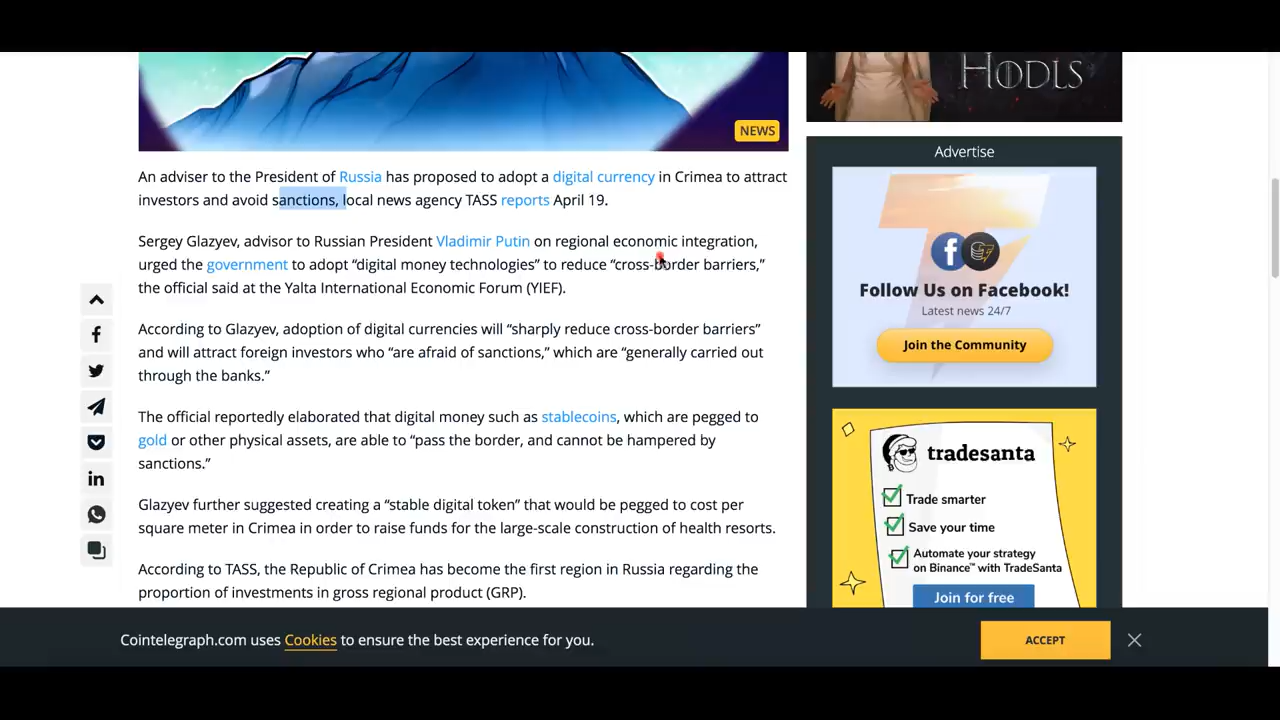 HODLS
NEWS
Advertise
An adviser to the President of Russia has proposed to adopt a digital currency in Crimea to attract
investors and avoid sanctions, local news agency TASS reports April 19.
Sergey Glazyev, advisor to Russian President Vladimir Putin on regional economic integration,
urged the government to adopt “digital money technologies” to reduce “cross-border barriers,”
the official said at the Yalta International Economic Forum (YIEF).
According to Glazyev, adoption of digital currencies will “sharply reduce cross-border barriers”
and will attract foreign investors who “are afraid of sanctions,” which are “generally carried out
through the banks.”
The official reportedly elaborated that digital money such as stablecoins, which are pegged to
gold or other physical assets, are able to “pass the border, and cannot be hampered by
sanctions.”
Glazyev further suggested creating a “stable digital token” that would be pegged to cost per
square meter in Crimea in order to raise funds for the large-scale construction of health resorts.
According to TASS, the Republic of Crimea has become the first region in Russia regarding the
proportion of investments in gross regional product (GRP).
Follow Us on Facebook!
Latest news 24/7
Join the Community
tradesanta
Trade smarter
Save your time
Automate your strategy
on Binance™ with TradeSanta
Join for free
Cointelegraph.com uses Cookies to ensure the best experience for you.
ACCEPT